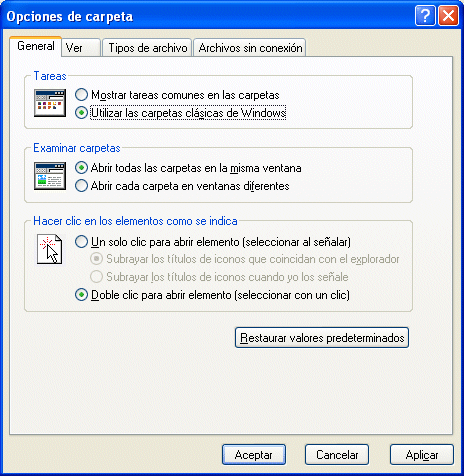 Opciones de carpeta
General Ver Tipos de archivo Archivos sin conexión
Tareas
Mostrar tareas comunes en las carpetas
Utilizar las carpetas clásicas de Windows
Examinar carpetas
Abrir todas las carpetas en la misma ventana
Abrir cada carpeta en ventanas diferentes
Hacer clic en los elementos como se indica
Un solo clic para abrir elemento (seleccionar al señalar)
Subrayar los títulos de iconos que coincidan con el explorador
Subrayar los títulos de iconos cuando yo los señale
Doble clic para abrir elemento (seleccionar con un clic)
Restaurar valores predeterminados
Aceptar Cancelar Aplicar